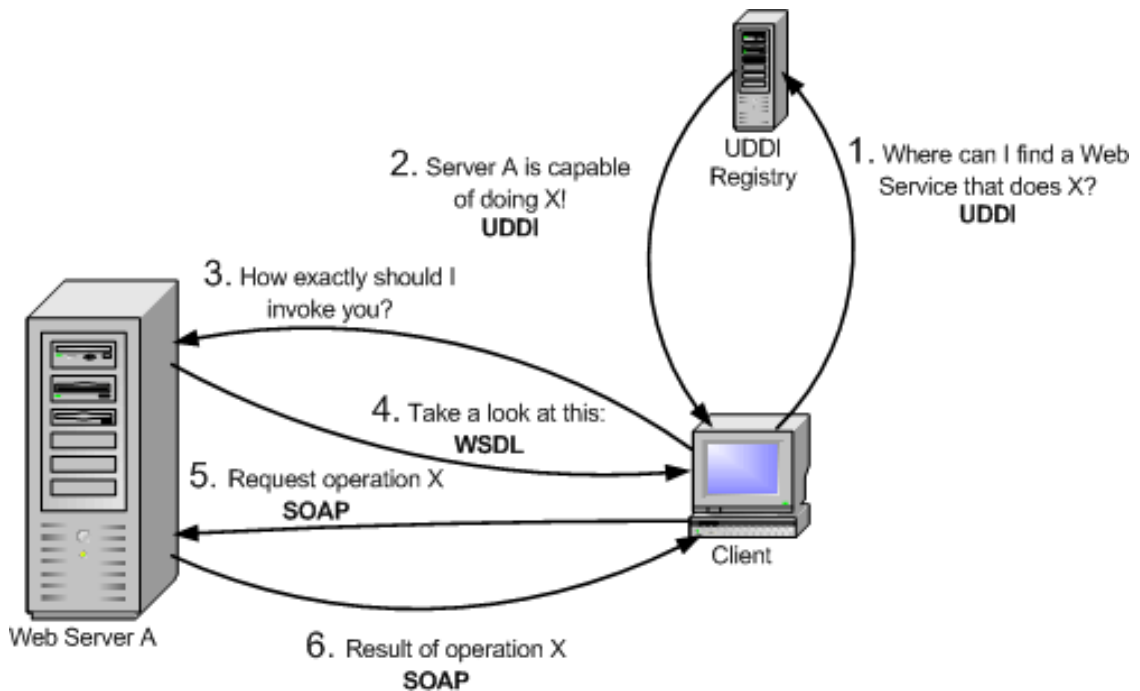 UDDI
Registry
1. Where can I find a Web
Service that does X?
UDDI
2. Server A is capable
of doing X!
UDDI
3. How exactly should I
invoke you?
4. Take a look at this:
WSDL
5. Request operation X
SOAP
Client
Web Server A
6. Result of operation X
SOAP